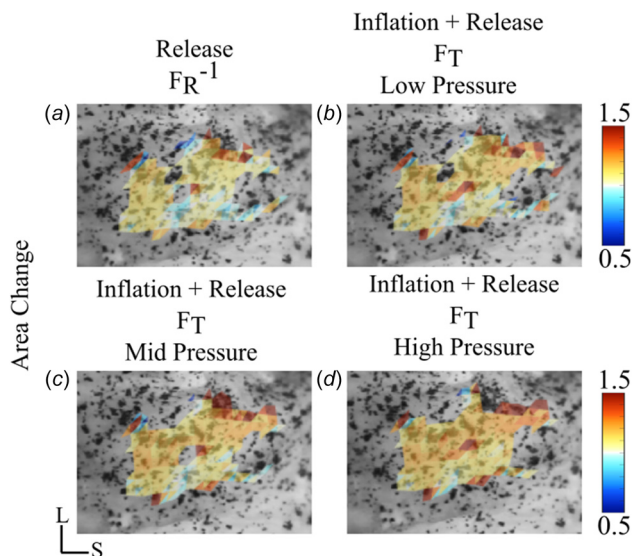 Release
F_R^-1
Inflation + Release
F_T
Low Pressure
(a)
(b)
1.5
0.5
Area Change
Inflation + Release
F_T
Mid Pressure
Inflation + Release
F_T
High Pressure
(c)
(d)
1.5
0.5
L
S